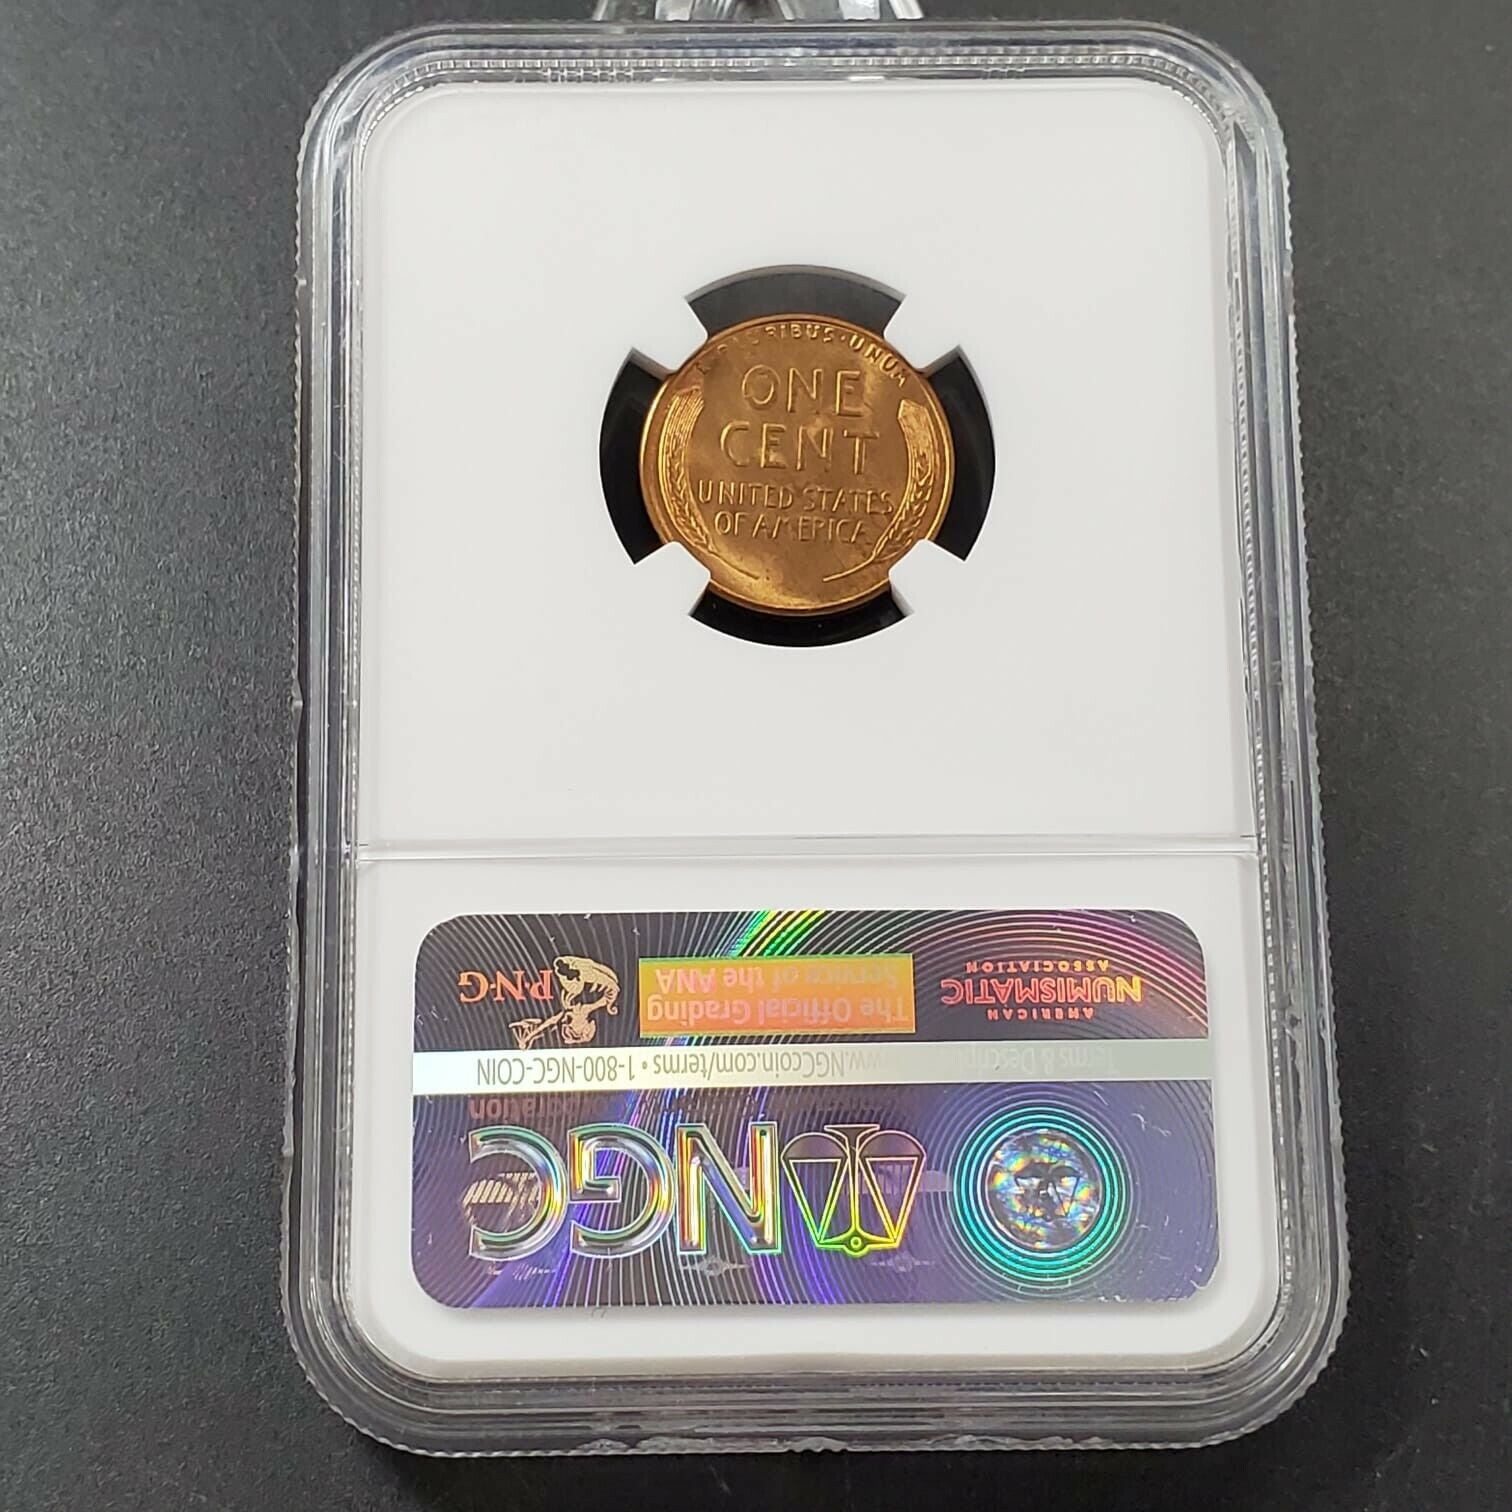 PLURIBUS·UNUM
ONE
CENT
UNITED STATES
OF AMERICA
NGC
1-800-NGC-COIN • www.NGCcoin.com/terms
AMERICAN
NUMISMATIC
ASSOCIATION
The Official Grading
Service of the ANA
P·N·G